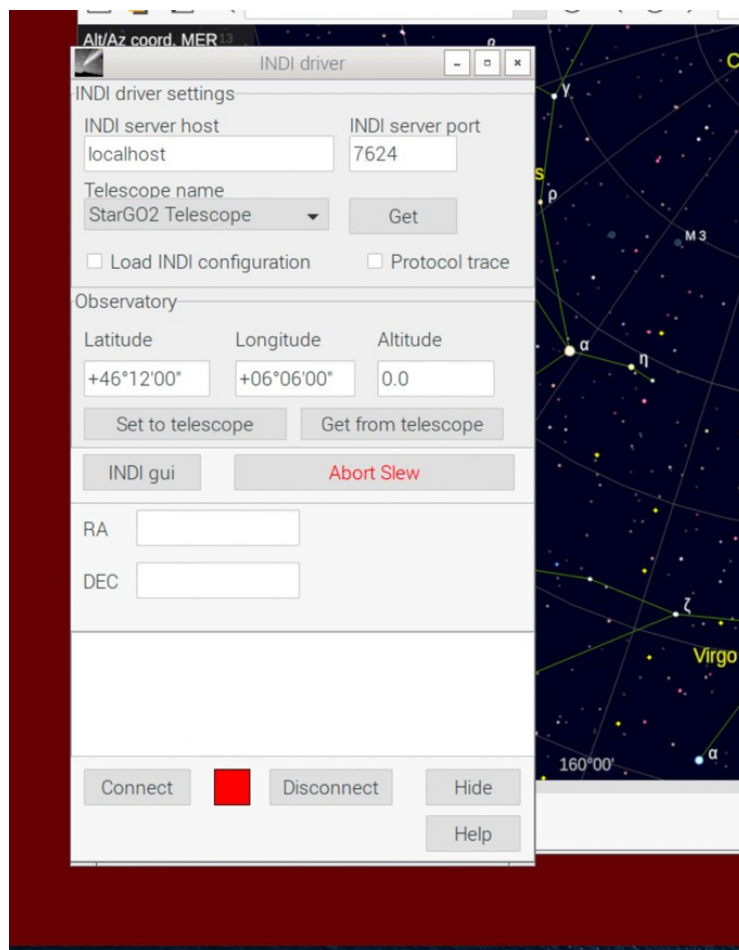 Alt/Az coord. MER13
INDI driver
INDI driver settings
INDI server host INDI server port
localhost 7624
Telescope name
StarGO2 Telescope Get
Load INDI configuration Protocol trace
Observatory
Latitude Longitude Altitude
+46°12'00" +06°06'00" 0.0
Set to telescope Get from telescope
INDI gui Abort Slew
RA
DEC
Connect Disconnect Hide
Help
C
γ
s
ρ
M 3
α
η
ζ
Virgo
160°00'
α